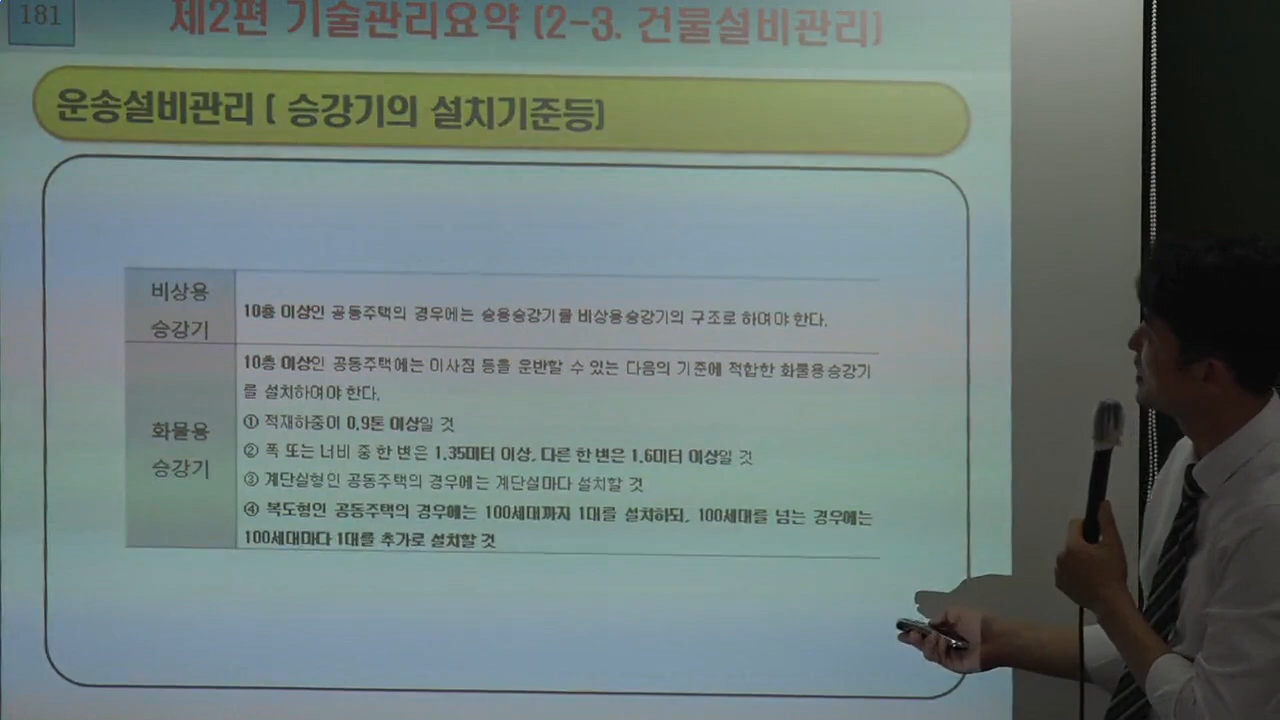 181
제2편 기술관리요약 (2-3. 건물설비관리)
운송설비관리 ( 승강기의 설치기준등)
비상용
승강기
10층 이상인 공동주택의 경우에는 승용승강기를 비상용승강기의 구조로 하여야 한다.
화물용
승강기
10층 이상인 공동주택에는 이사짐 등을 운반할 수 있는 다음의 기준에 적합한 화물용승강기
를 설치하여야 한다.
① 적재하중이 0.9톤 이상일 것
② 폭 또는 너비 중 한 변은 1.35미터 이상, 다른 한 변은 1.6미터 이상일 것
③ 계단실형인 공동주택의 경우에는 계단실마다 설치할 것
④ 복도형인 공동주택의 경우에는 100세대까지 1대를 설치하되, 100세대를 넘는 경우에는
100세대마다 1대를 추가로 설치할 것